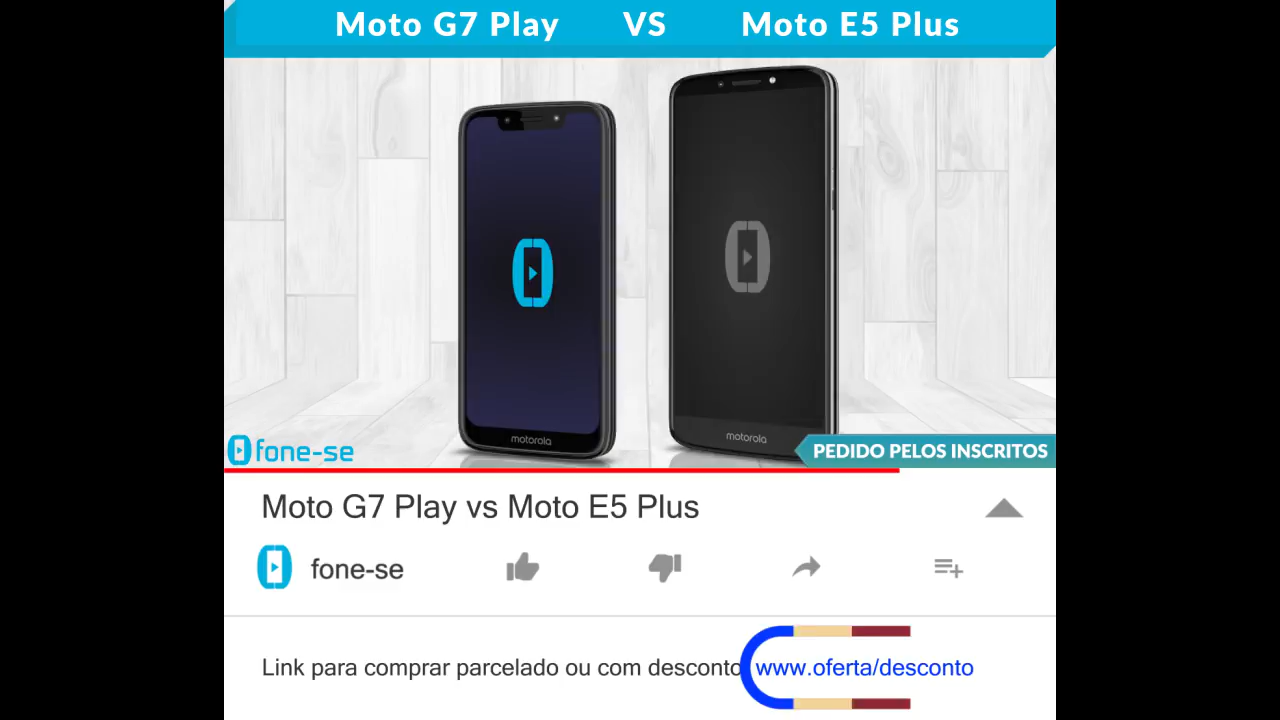 Moto G7 Play VS Moto E5 Plus
motorola
motorola
fone-se
PEDIDO PELOS INSCRITOS
Moto G7 Play vs Moto E5 Plus
fone-se
Link para comprar parcelado ou com desconto www.oferta/desconto